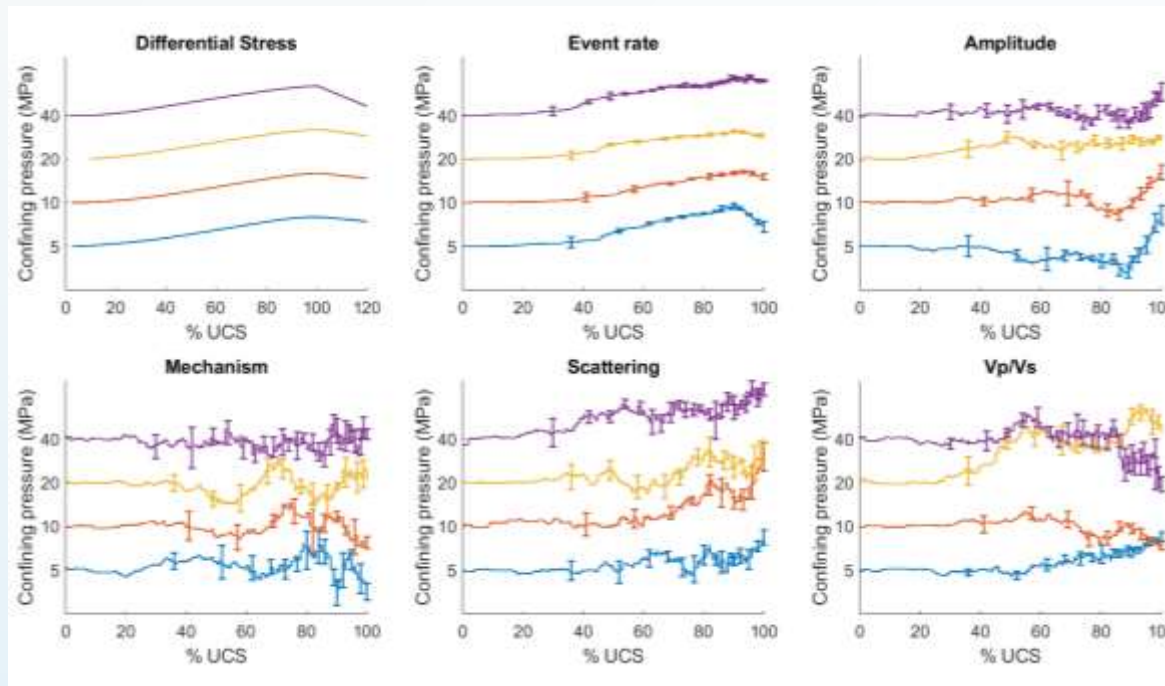 Differential Stress
Confining pressure (MPa)
40
20
10
5
0 20 40 60 80 100 120
% UCS
Event rate
Confining pressure (MPa)
40
20
10
5
0 20 40 60 80 100
% UCS
Amplitude
Confining pressure (MPa)
40
20
10
5
0 20 40 60 80 100
% UCS
Mechanism
Confining pressure (MPa)
40
20
10
5
0 20 40 60 80 100
% UCS
Scattering
Confining pressure (MPa)
40
20
10
5
0 20 40 60 80 100
% UCS
Vp/Vs
Confining pressure (MPa)
40
20
10
5
0 20 40 60 80 100
% UCS